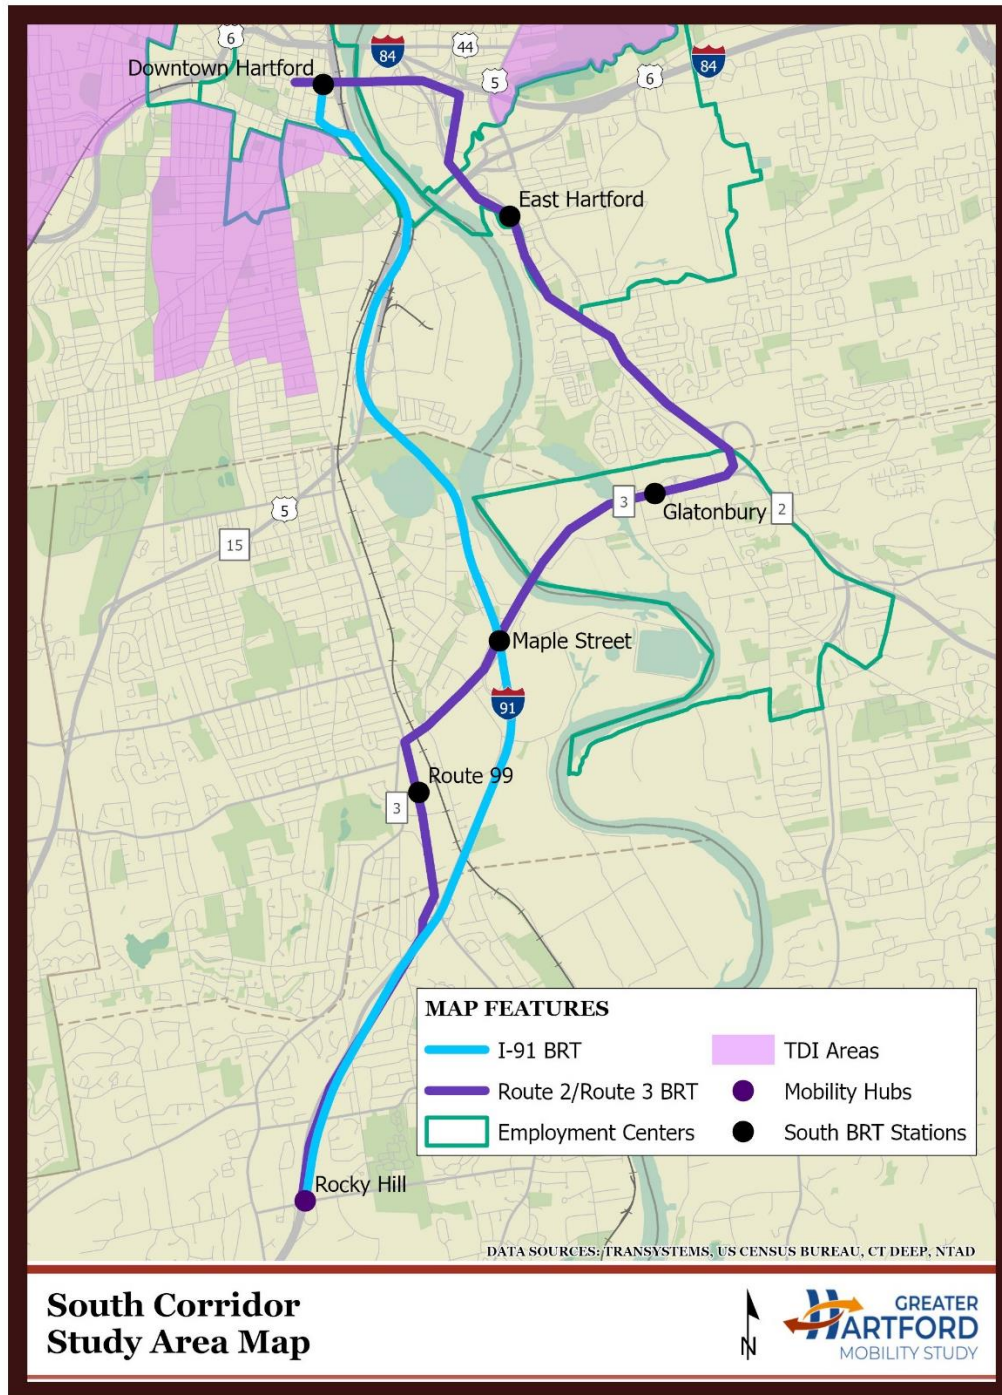 6
84
44
Downtown Hartford
5
6
84
East Hartford
5
15
3
Glatonbury
2
Maple Street
91
Route 99
3
MAP FEATURES
I-91 BRT
TDI Areas
Route 2/Route 3 BRT
Mobility Hubs
Employment Centers
South BRT Stations
Rocky Hill
DATA SOURCES: TRANSYSTEMS, US CENSUS BUREAU, CT DEEP, NTAD
South Corridor
Study Area Map
N
GREATER
HARTFORD
MOBILITY STUDY